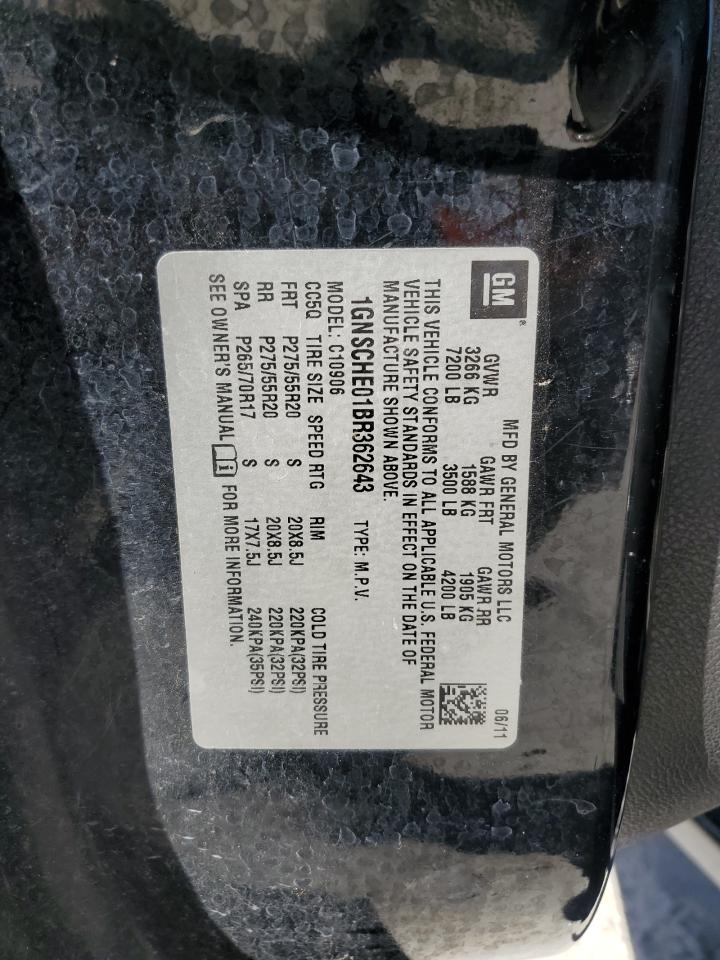 GM®
MFD BY GENERAL MOTORS LLC 06/11
GVWR GAWR FRT GAWR RR
3266 KG 1588 KG 1905 KG
7200 LB 3500 LB 4200 LB
THIS VEHICLE CONFORMS TO ALL APPLICABLE U.S. FEDERAL MOTOR
VEHICLE SAFETY STANDARDS IN EFFECT ON THE DATE OF
MANUFACTURE SHOWN ABOVE.
1GNSCHE01BR362643 TYPE: M.P.V.
MODEL: C10906
CC5Q TIRE SIZE SPEED RTG RIM COLD TIRE PRESSURE
FRT P275/55R20 S 20X8.5J 220KPA(32PSI)
RR P275/55R20 S 20X8.5J 220KPA(32PSI)
SPA P265/70R17 S 17X7.5J 240KPA(35PSI)
SEE OWNER'S MANUAL FOR MORE INFORMATION.